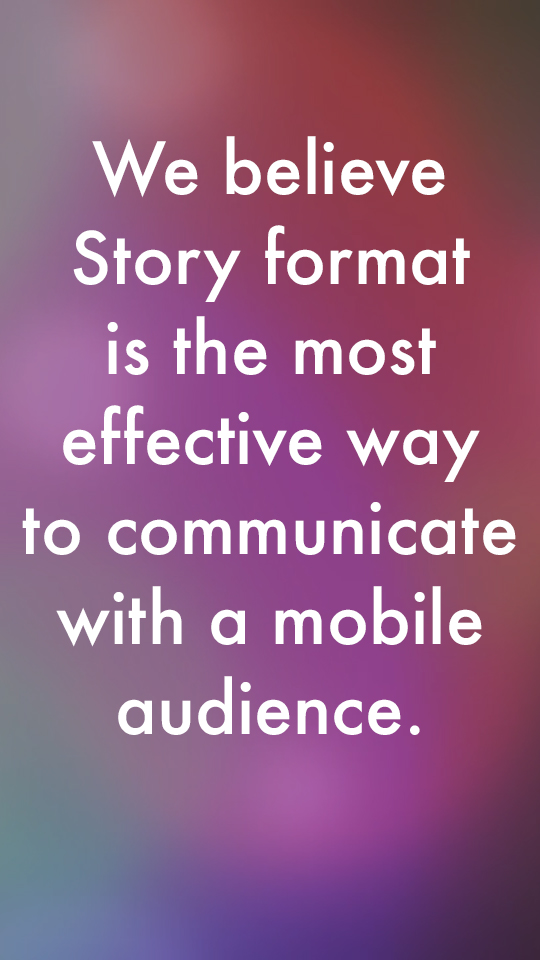 We believe
Story format
is the most
effective way
to communicate
with a mobile
audience.